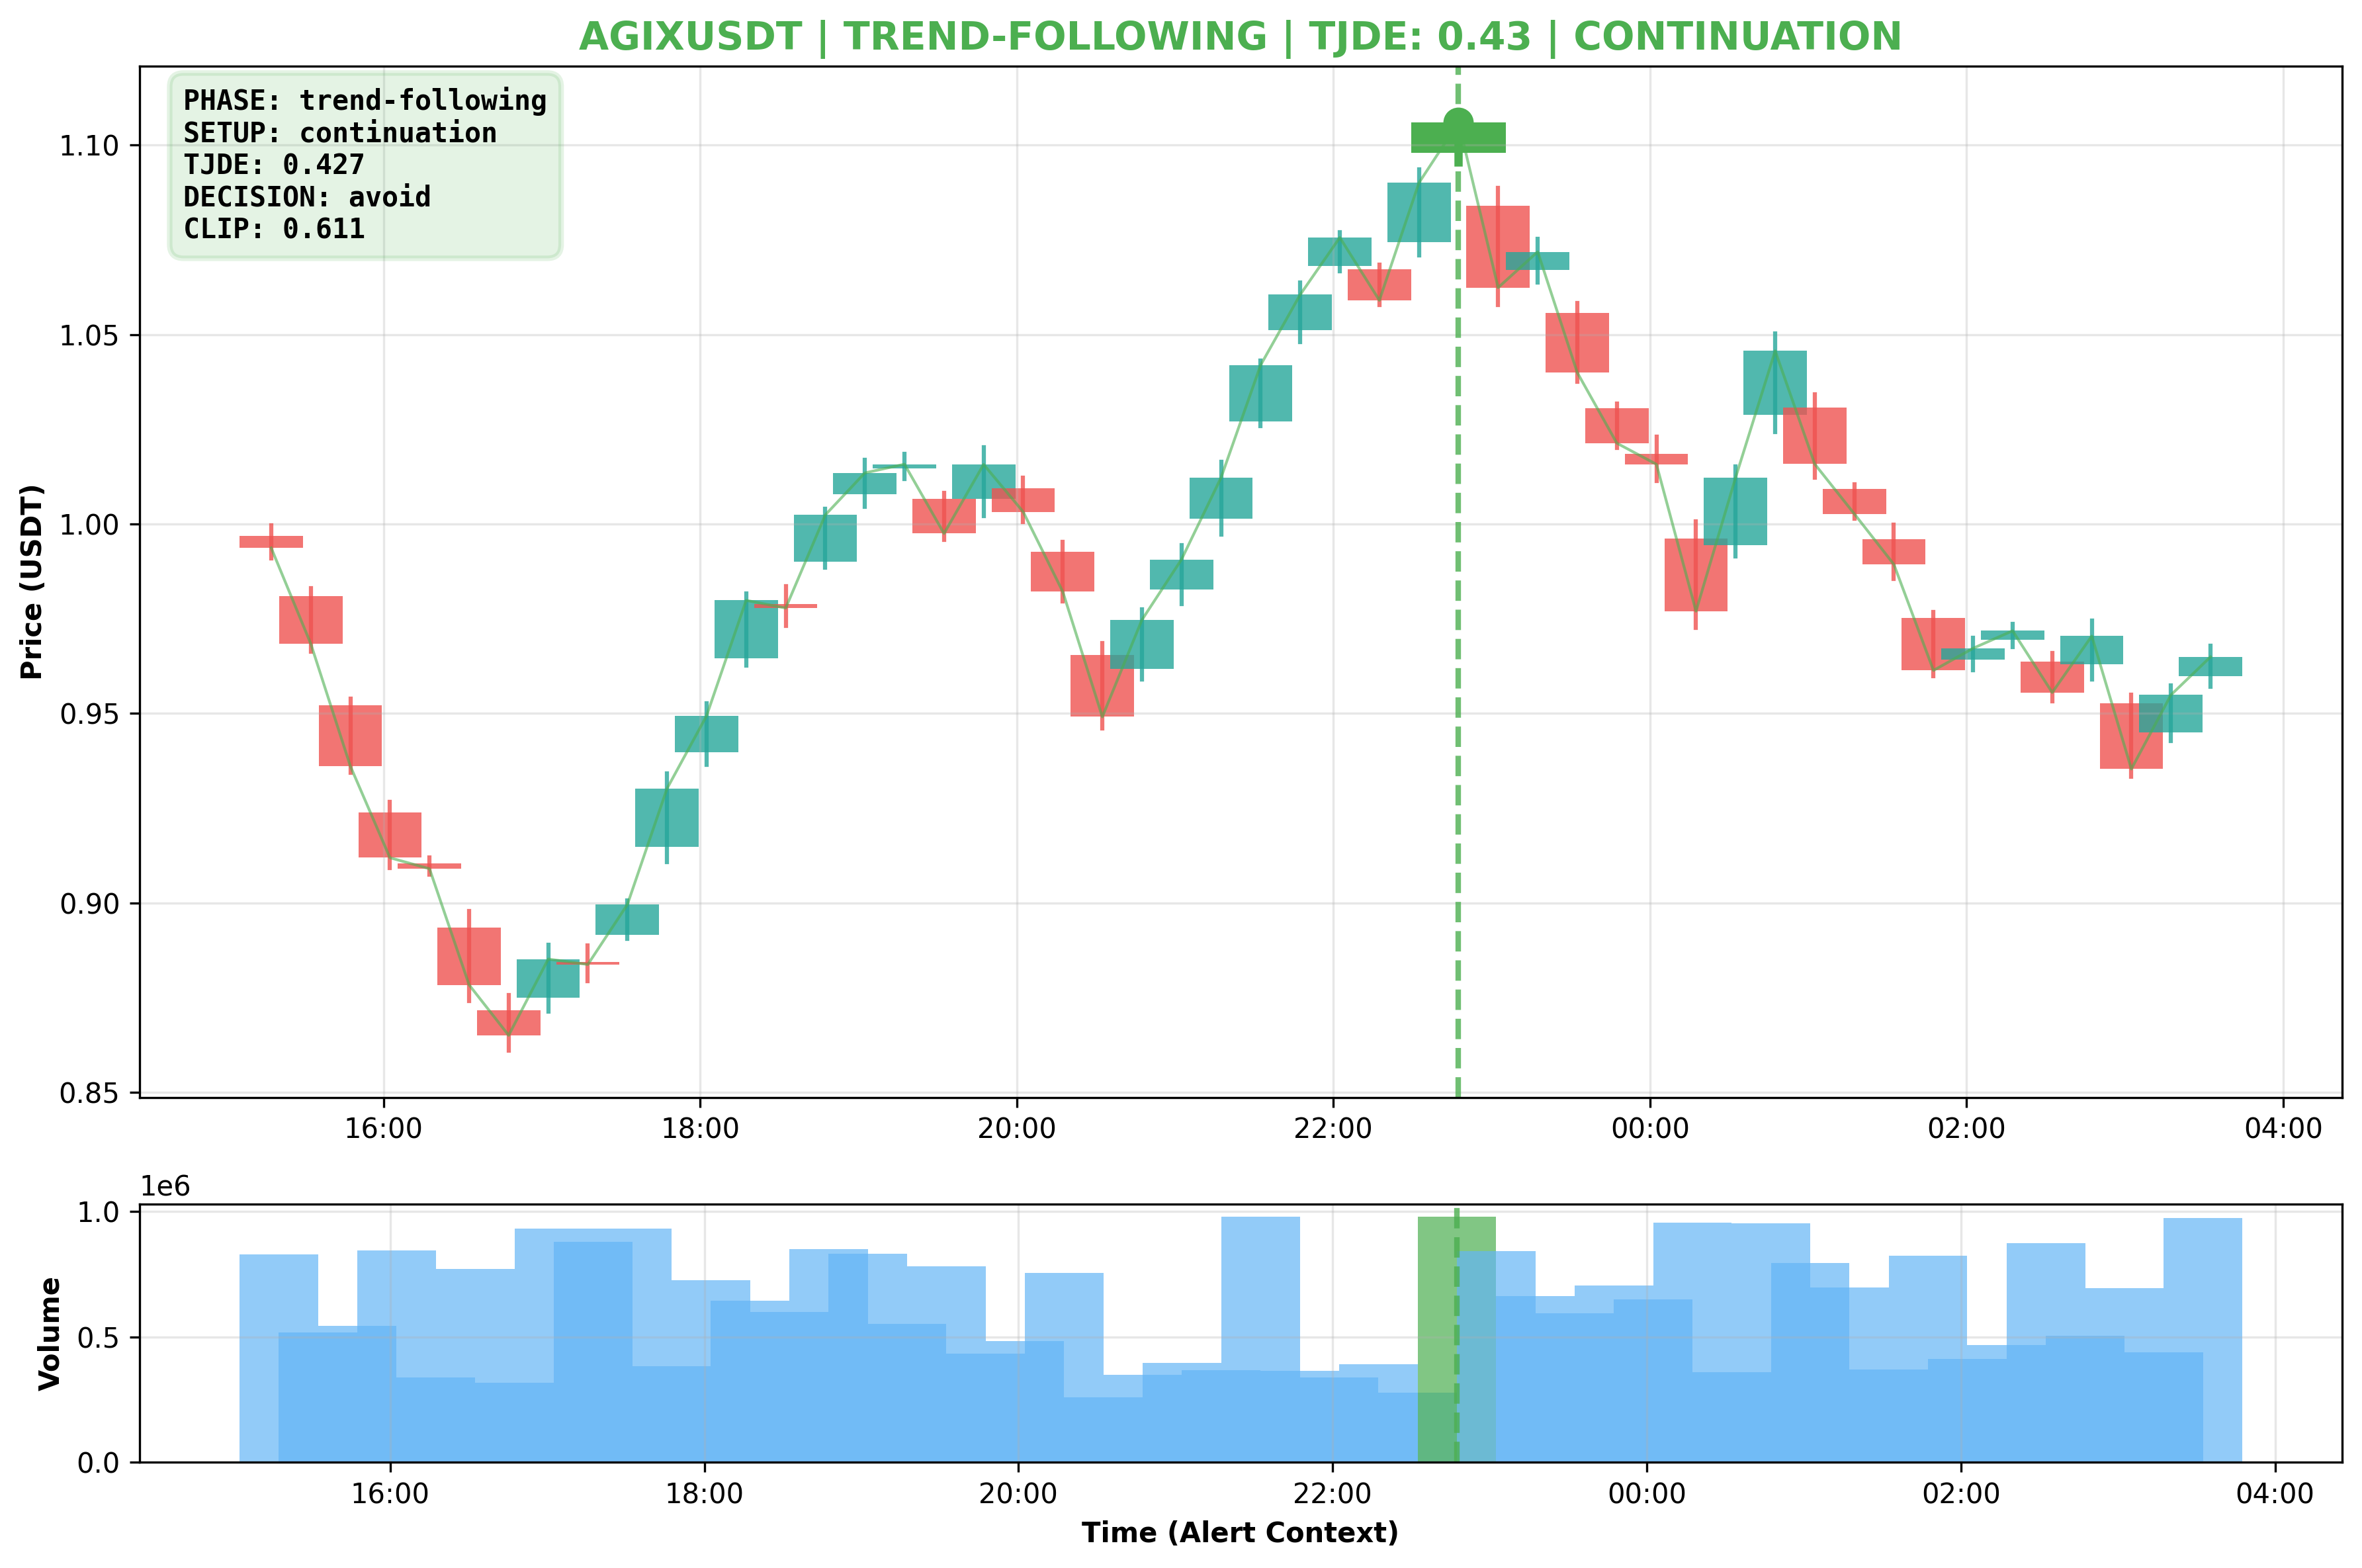 AGIXUSDT | TREND-FOLLOWING | TJDE: 0.43 | CONTINUATION
PHASE: trend-following
SETUP: continuation
TJDE: 0.427
DECISION: avoid
CLIP: 0.611
Price (USDT)
1.10
1.05
1.00
0.95
0.90
0.85
16:00 18:00 20:00 22:00 00:00 02:00 04:00
1e6
Volume
1.0
0.5
0.0
16:00 18:00 20:00 22:00 00:00 02:00 04:00
Time (Alert Context)